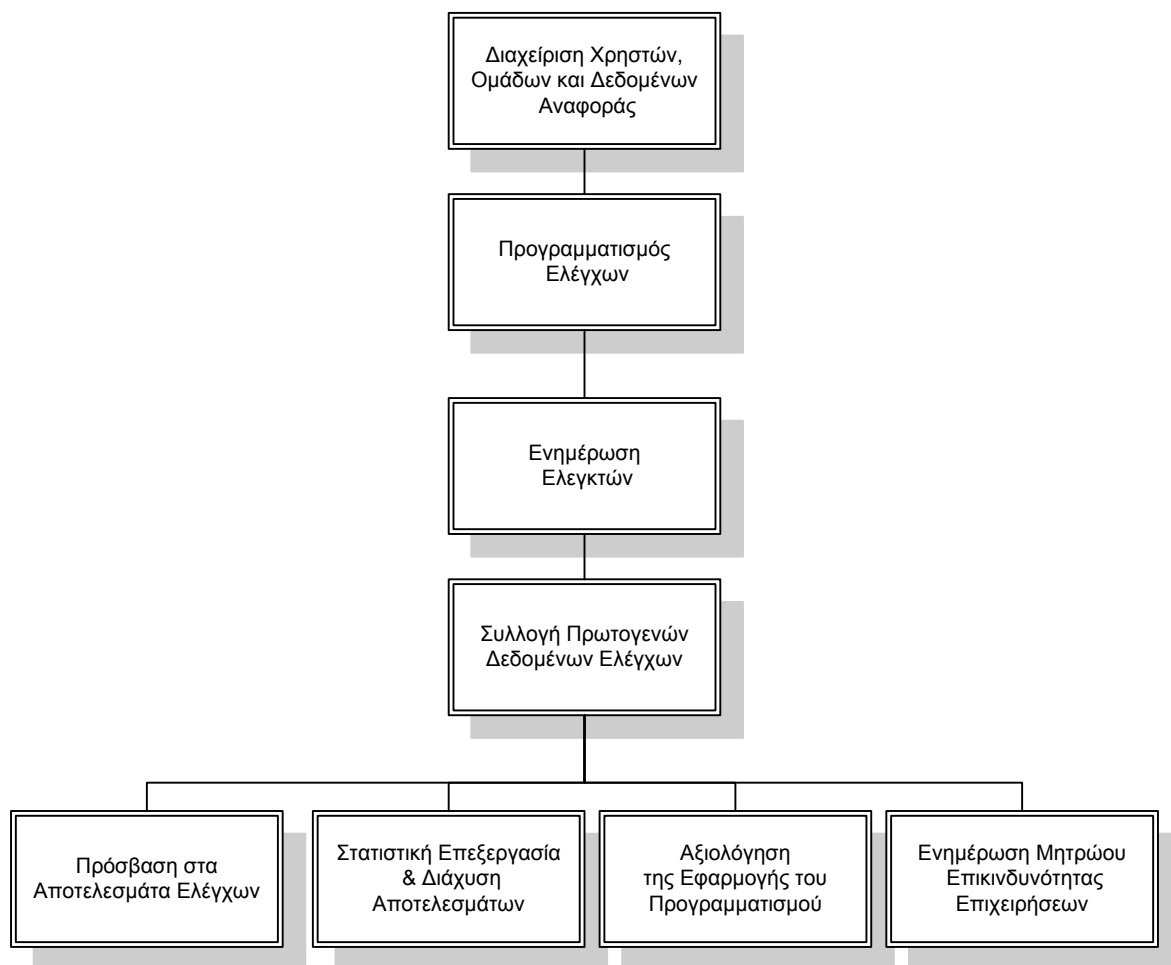 Διαχείριση Χρηστών,
Ομάδων και Δεδομένων
Αναφοράς
Προγραμματισμός
Ελέγχων
Ενημέρωση
Ελεγκτών
Συλλογή Πρωτογενών
Δεδομένων Ελέγχων
Πρόσβαση στα
Αποτελεσμάτα Ελέγχων
Στατιστική Επεξεργασία
& Διάχυση
Αποτελεσμάτων
Αξιολόγηση
της Εφαρμογής του
Προγραμματισμού
Ενημέρωση Μητρώου
Επικινδυνότητας
Επιχειρήσεων